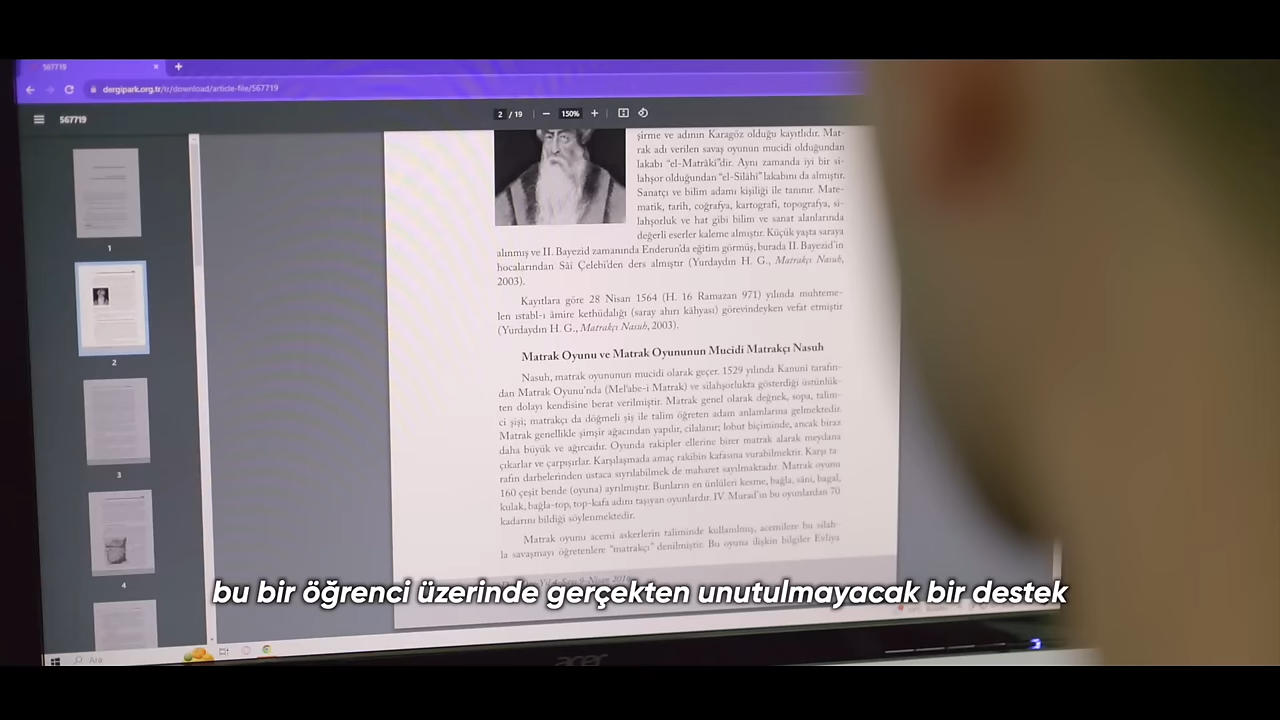 567719
dergipark.org.tr/tr/download/article-file/567719
567719
2 / 19
150%
1
2
3
4
şirme ve adının Karagöz olduğu kayıtlıdır. Mat-
rak adı verilen savaş oyunun mucidi olduğundan
lakabı “el-Matrâkî”dir. Aynı zamanda iyi bir si-
lahşor olduğundan “el-Silâhî” lakabını da almıştır.
Sanatçı ve bilim adamı kişiliği ile tanınır. Mate-
matik, tarih, coğrafya, kartografi, topografya, si-
lahşorluk ve hat gibi bilim ve sanat alanlarında
değerli eserler kaleme almıştır. Küçük yaşta saraya
alınmış ve II. Bayezid zamanında Enderun’da eğitim görmüş, burada II. Bayezid’in
hocalarından Sâi Çelebi’den ders almıştır (Yurdaydın H. G., Matrakçı Nasuh,
2003).
Kayıtlara göre 28 Nisan 1564 (H. 16 Ramazan 971) yılında muhteme-
len ıstabl-ı âmire kethüdalığı (saray ahırı kâhyası) görevindeyken vefat etmiştir
(Yurdaydın H. G., Matrakçı Nasuh, 2003).
Matrak Oyunu ve Matrak Oyununun Mucidi Matrakçı Nasuh
Nasuh, matrak oyununun mucidi olarak geçer. 1529 yılında Kanuni tarafın-
dan Matrak Oyunu’nda (Mel’abe-i Matrak) ve silahşorlukta gösterdiği üstünlük-
ten dolayı kendisine berat verilmiştir. Matrak genel olarak değnek, sopa, talim-
ci şişi; matrakçı da döğmeli şiş ile talim öğreten adam anlamlarına gelmektedir.
Matrak genellikle şimşir ağacından yapılır, cilalanır; lobut biçiminde, ancak biraz
daha büyük ve ağırcadır. Oyunda rakipler ellerine birer matrak alarak meydana
çıkarlar ve çarpışırlar. Karşılaşmada amaç rakibin kafasına vurabilmektir. Karşı ta
rafın darbelerinden ustaca sıyrılabilmek de maharet sayılmaktadır. Matrak oyunu
160 çeşit bende (oyuna) ayrılmıştır. Bunların en ünlüleri kesme, bağla, sâni, bagal,
kulak, bağla-top, top-kafa adını taşıyan oyunlardır. IV. Murad’ın bu oyunlardan 70
kadarını bildiği söylenmektedir.
Matrak oyunu acemi askerlerin taliminde kullanılmış, acemilere bu silah-
la savaşmayı öğretenlere “matrakçı” denilmiştir. Bu oyuna ilişkin bilgiler Evliya
bu bir öğrenci üzerinde gerçekten unutulmayacak bir destek
Ara
acer